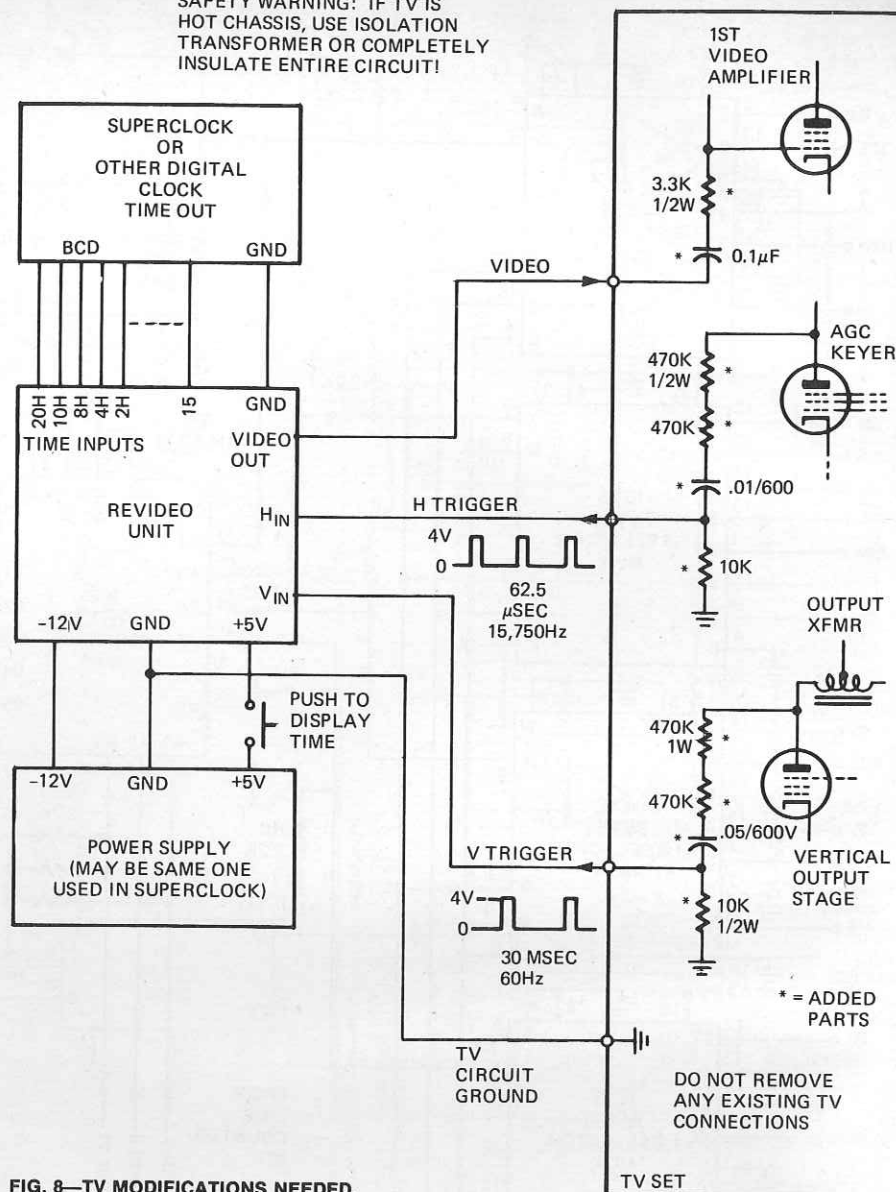 SAFETY WARNING: IF TV IS
HOT CHASSIS, USE ISOLATION
TRANSFORMER OR COMPLETELY
INSULATE ENTIRE CIRCUIT!
SUPERCLOCK
OR
OTHER DIGITAL
CLOCK
TIME OUT
BCD
GND
20H
10H
8H
4H
2H
15
GND
TIME INPUTS
VIDEO
OUT
REVIDEO
UNIT
HIN
VIN
-12V
GND
+5V
PUSH TO
DISPLAY
TIME
-12V
GND
+5V
POWER SUPPLY
(MAY BE SAME ONE
USED IN SUPERCLOCK)
VIDEO
H TRIGGER
4V
0
62.5
μSEC
15,750Hz
V TRIGGER
4V
0
30 MSEC
60Hz
TV
CIRCUIT
GROUND
1ST
VIDEO
AMPLIFIER
3.3K
1/2W
*
* 0.1μF
AGC
KEYER
470K
1/2W
*
470K *
* .01/600
* 10K
OUTPUT
XFMR
470K
1W
*
470K *
* .05/600V
VERTICAL
OUTPUT
STAGE
* 10K
1/2W
* = ADDED
PARTS
DO NOT REMOVE
ANY EXISTING TV
CONNECTIONS
TV SET
FIG. 8—TV MODIFICATIONS NEEDED